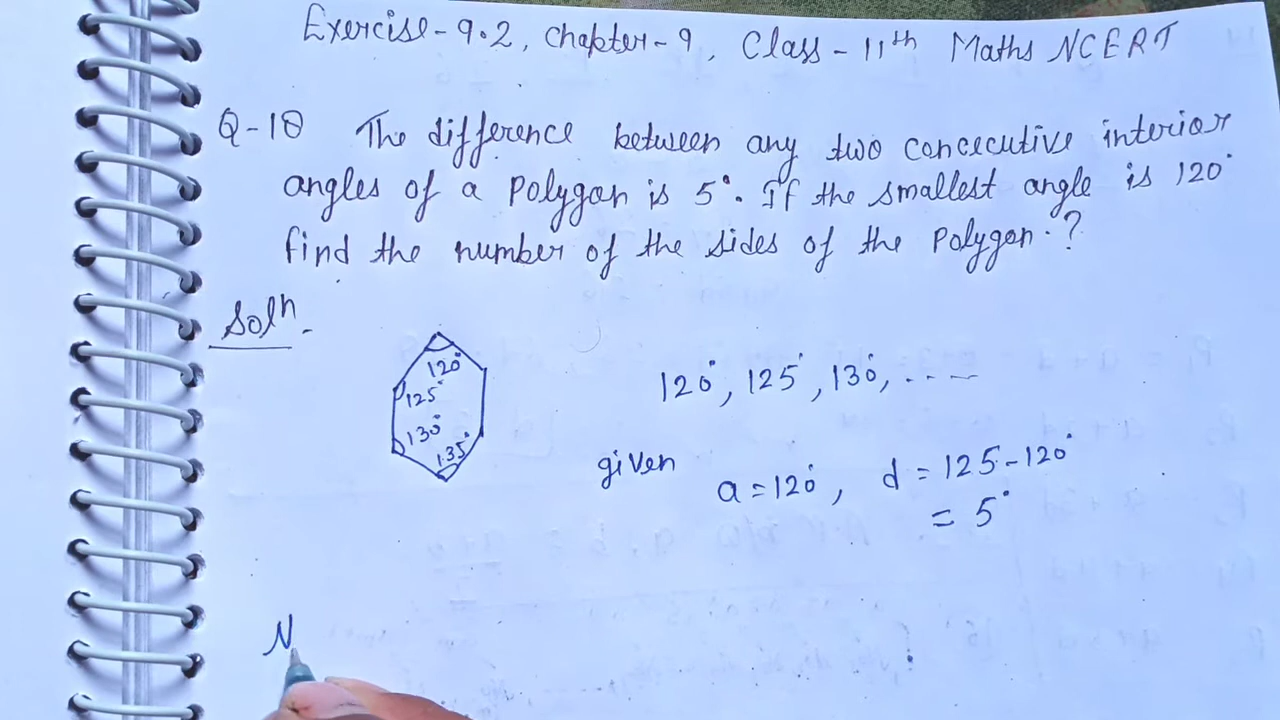 Exercise-9.2, Chapter-9, Class-11th Maths NCERT
Q-18 The difference between any two concecutive interior
angles of a Polygon is 5°. If the smallest angle is 120°
find the number of the sides of the Polygon.?
Solⁿ.
120°
125°
130°
135°
120°, 125°, 130°, ....
given a=120°, d=125-120°
= 5°
N